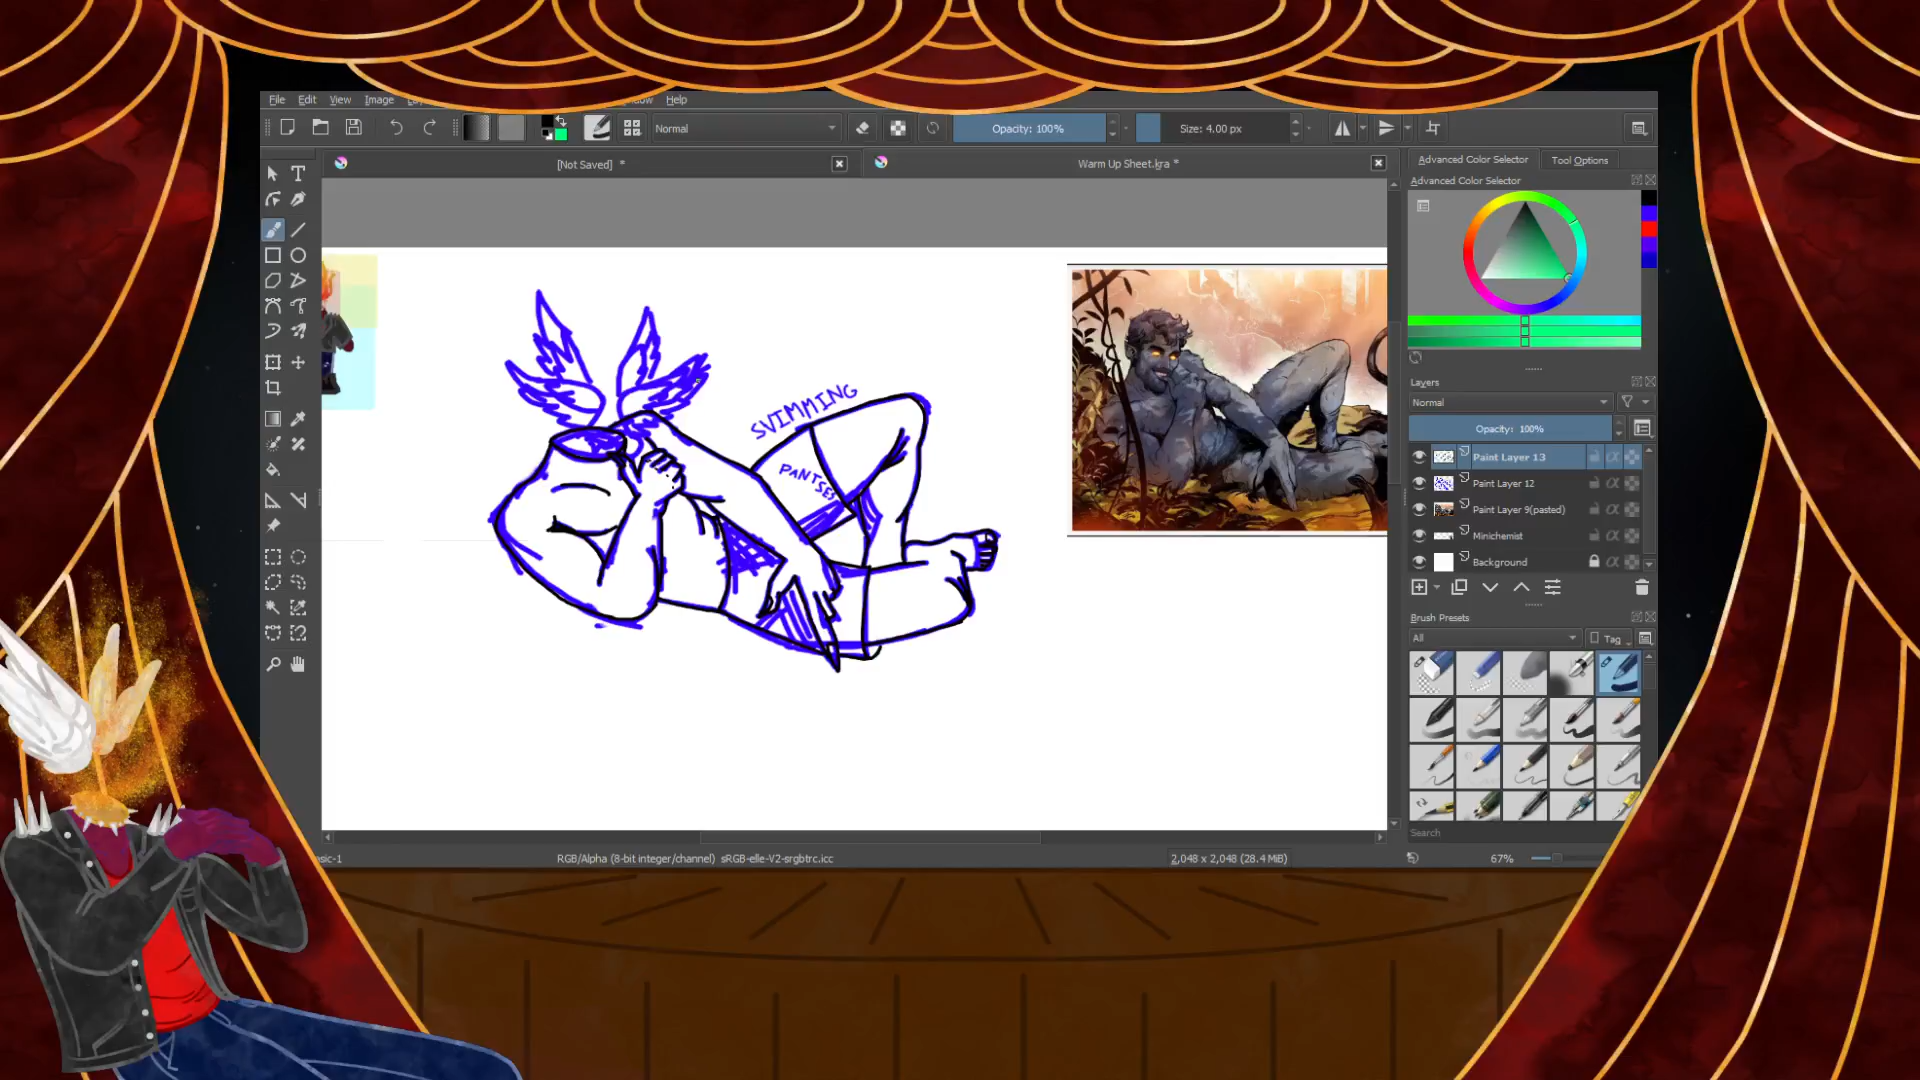 File Edit View Image Help
Normal
Opacity: 100%
Size: 4.00 px
[Not Saved] *
Warm Up Sheet.kra *
Advanced Color Selector
Tool Options
Advanced Color Selector
SVIMMING
PANTSES
Layers
Normal
Opacity: 100%
Paint Layer 13
Paint Layer 12
Paint Layer 9(pasted)
Minichemist
Background
Brush Presets
All
Tag
Search
RGB/Alpha (8-bit integer/channel) sRGB-elle-V2-srgbtrc.icc
2,048 x 2,048 (28.4 MiB)
67%